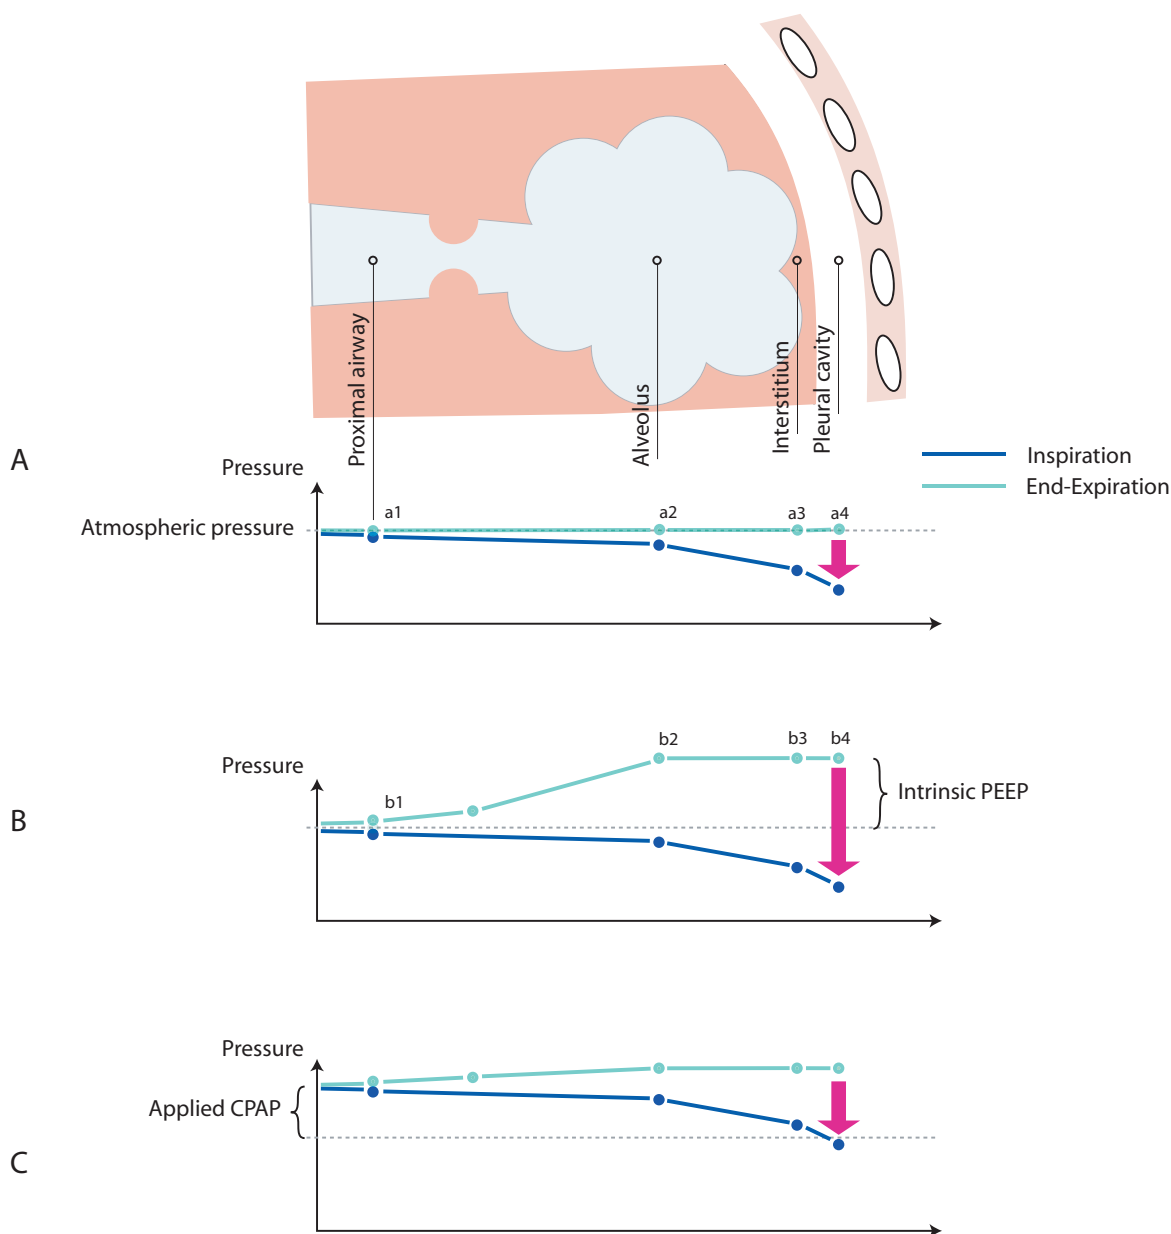 Proximal airway
Alveolus
Interstitium
Pleural cavity
A
Pressure
Inspiration
End-Expiration
a1
a2
a3
a4
Atmospheric pressure
b2
b3
b4
Pressure
b1
Intrinsic PEEP
B
Pressure
Applied CPAP
C